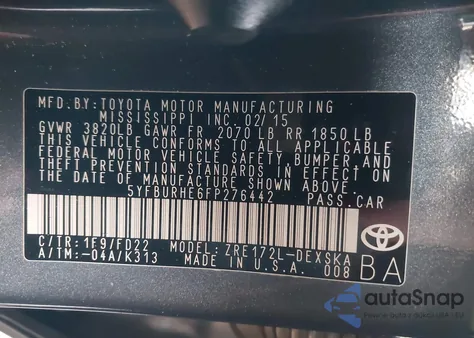 MFD.BY: TOYOTA MOTOR MANUFACTURING
MISSISSIPPI INC. 02/15
GVWR 3820LB GAWR FR 2070 LB RR 1850 LB
THIS VEHICLE CONFORMS TO ALL APPLICABLE
FEDERAL MOTOR VEHICLE SAFETY, BUMPER AND
THEFT PREVENTION STANDARDS IN EFFECT ON
THE DATE OF MANUFACTURE SHOWN ABOVE.
5YFBURHE6FP276442 PASS.CAR
C/TR: 1F9/FD22 MODEL: ZRE172L-DEXSKA
A/TM: -04A/K313 MADE IN U.S.A. 008
BA
autoSnap